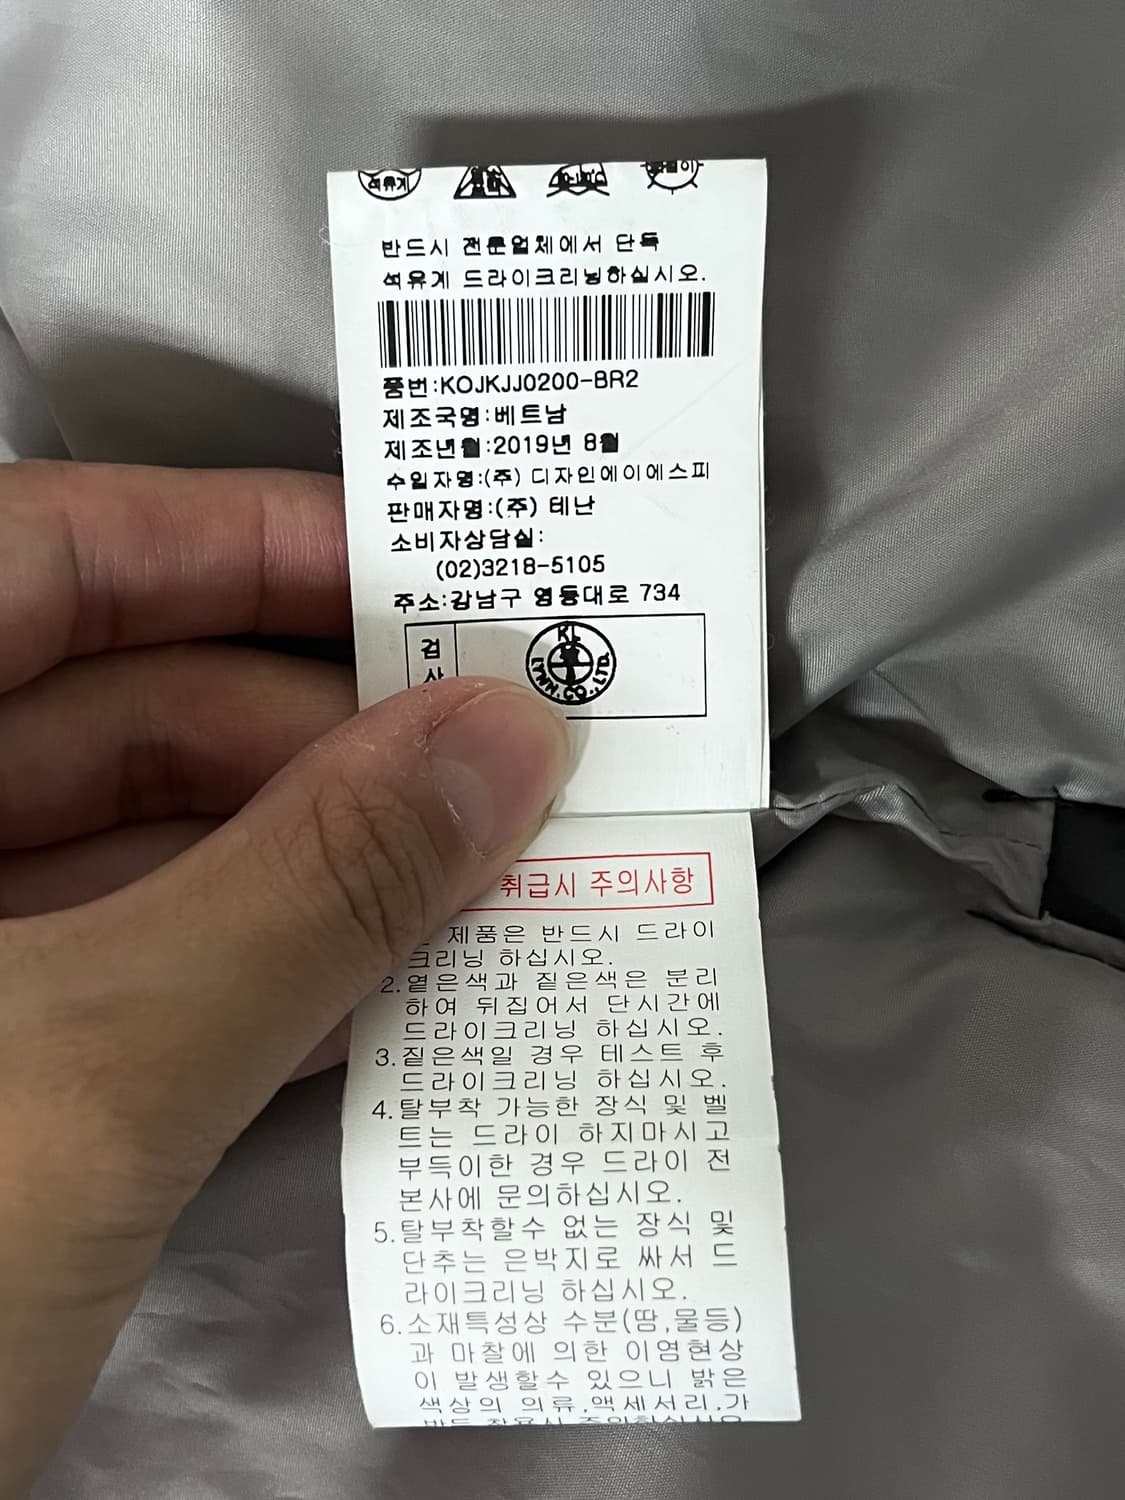 석유계
반드시 전문업체에서 단독
석유계 드라이크리닝하십시오.
품번:KOJKJJ0200-BR2
제조국명:베트남
제조년월:2019년 8월
수입자명:(주) 디자인에이에스피
판매자명:(주) 테난
소비자상담실:
(02)3218-5105
주소:강남구 영동대로 734
검
사
KL
LYNN.CO.,LTD.
취급시 주의사항
제품은 반드시 드라이
크리닝 하십시오.
2.옅은색과 짙은색은 분리
하여 뒤집어서 단시간에
드라이크리닝 하십시오.
3.짙은색일 경우 테스트 후
드라이크리닝 하십시오.
4.탈부착 가능한 장식 및 벨
트는 드라이 하지마시고
부득이한 경우 드라이 전
본사에 문의하십시오.
5.탈부착할수 없는 장식 및
단추는 은박지로 싸서 드
라이크리닝 하십시오.
6.소재특성상 수분(땀,물등)
과 마찰에 의한 이염현상
이 발생할수 있으니 밝은
색상의 의류,액세서리,가